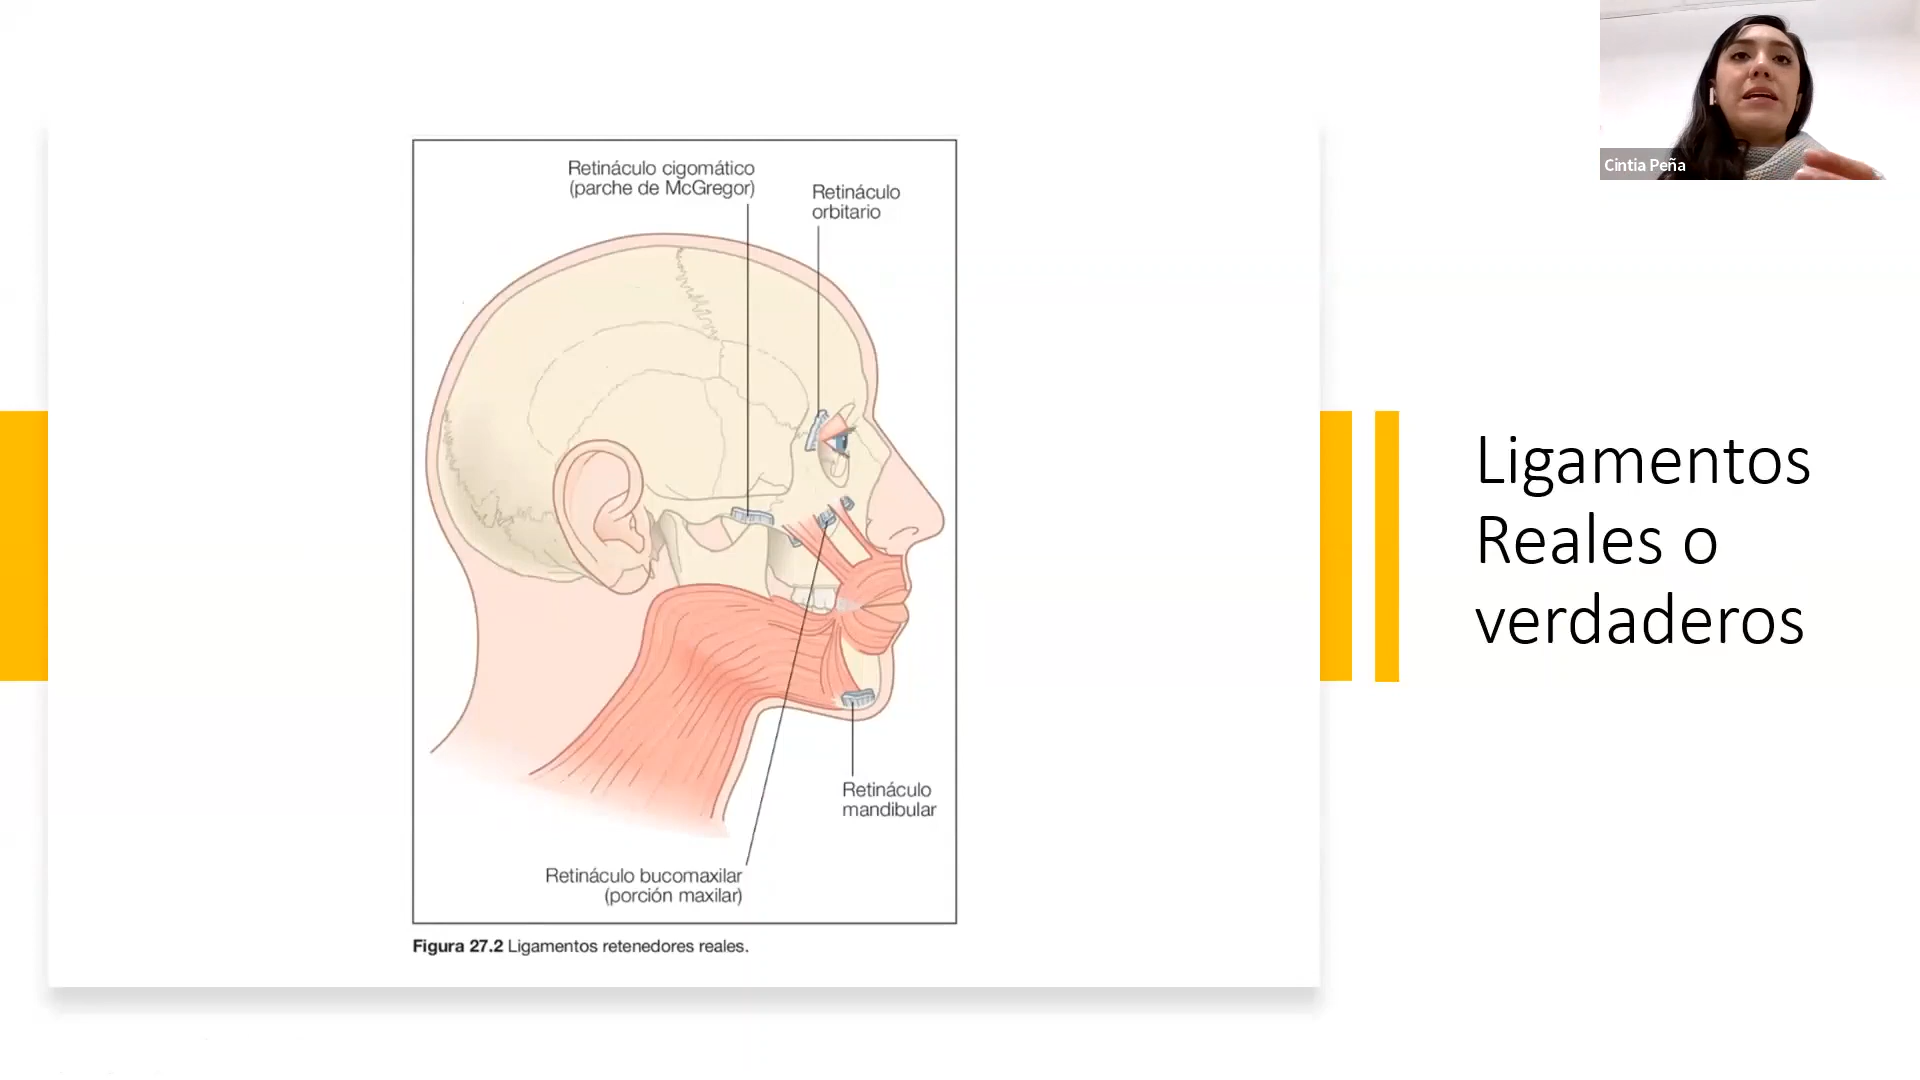 Retináculo cigomático
(parche de McGregor)
Retináculo
orbitario
Retináculo
mandibular
Retináculo bucomaxilar
(porción maxilar)
Figura 27.2 Ligamentos retenedores reales.
Ligamentos
Reales o
verdaderos
Cintia Peña